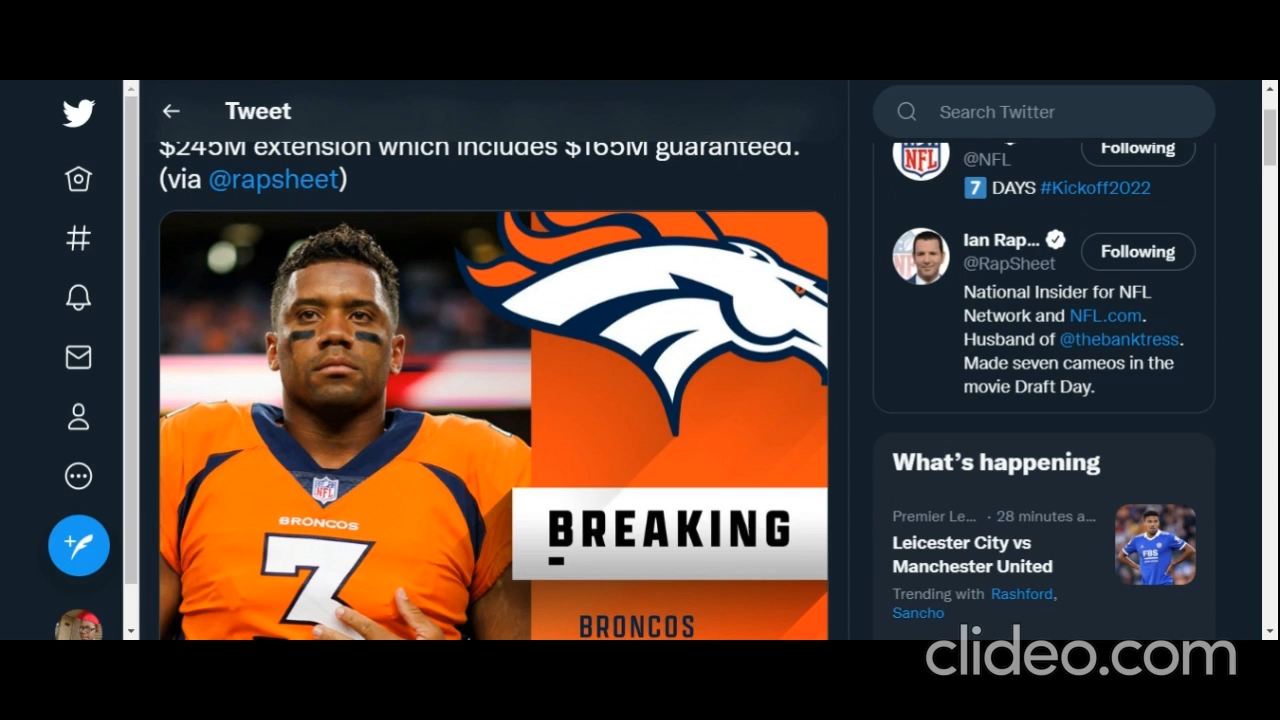 Tweet
$245M extension which includes $165M guaranteed.
(via @rapsheet)
NFL
BRONCOS
3
BREAKING
BRONCOS
Search Twitter
NFL
@NFL
Following
7 DAYS #Kickoff2022
Ian Rap...
@RapSheet
Following
National Insider for NFL
Network and NFL.com.
Husband of @thebanktress.
Made seven cameos in the
movie Draft Day.
What's happening
Premier Le... · 28 minutes a...
Leicester City vs
Manchester United
Trending with Rashford,
Sancho
FBS
clideo.com